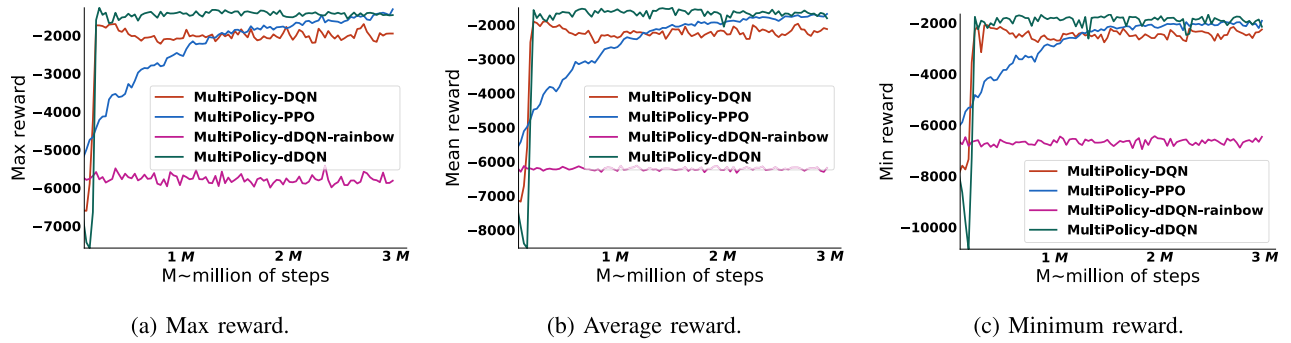 Max reward
−2000
−3000
−4000
−5000
−6000
−7000
MultiPolicy-DQN
MultiPolicy-PPO
MultiPolicy-dDQN-rainbow
MultiPolicy-dDQN
1 M
2 M
3 M
M~million of steps
(a) Max reward.
Mean reward
−2000
−3000
−4000
−5000
−6000
−7000
−8000
MultiPolicy-DQN
MultiPolicy-PPO
MultiPolicy-dDQN-rainbow
MultiPolicy-dDQN
1 M
2 M
3 M
M~million of steps
(b) Average reward.
Min reward
−2000
−4000
−6000
−8000
−10000
MultiPolicy-DQN
MultiPolicy-PPO
MultiPolicy-dDQN-rainbow
MultiPolicy-dDQN
1 M
2 M
3 M
M~million of steps
(c) Minimum reward.